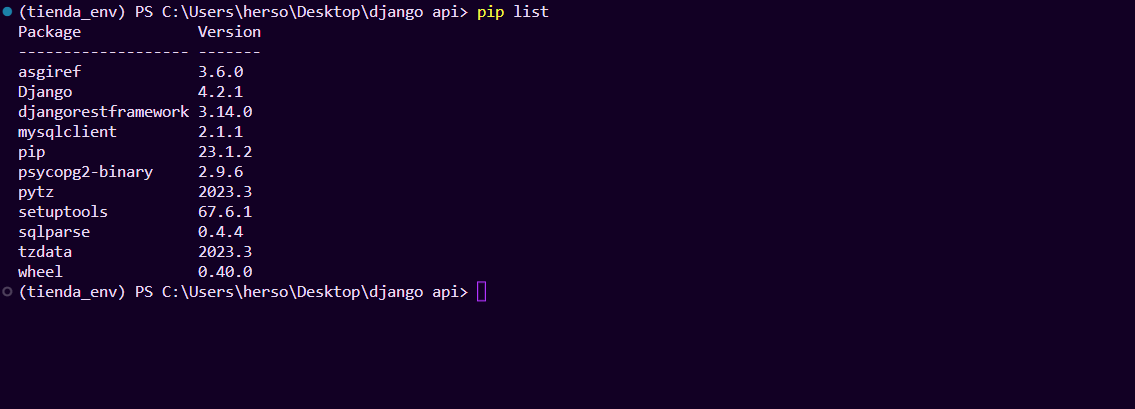 (tienda_env) PS C:\Users\herso\Desktop\django api> pip list
Package             Version
------------------- -------
asgiref             3.6.0
Django              4.2.1
djangorestframework 3.14.0
mysqlclient         2.1.1
pip                 23.1.2
psycopg2-binary     2.9.6
pytz                2023.3
setuptools          67.6.1
sqlparse            0.4.4
tzdata              2023.3
wheel               0.40.0
(tienda_env) PS C:\Users\herso\Desktop\django api>